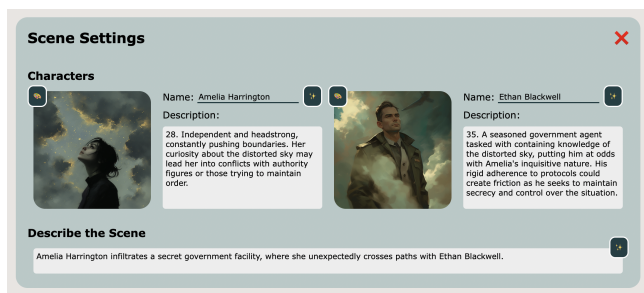 Scene Settings
Characters
Name: Amelia Harrington
Description:
28. Independent and headstrong,
constantly pushing boundaries. Her
curiosity about the distorted sky may
lead her into conflicts with authority
figures or those trying to maintain
order.
Name: Ethan Blackwell
Description:
35. A seasoned government agent
tasked with containing knowledge of
the distorted sky, putting him at odds
with Amelia's inquisitive nature. His
rigid adherence to protocols could
create friction as he seeks to maintain
secrecy and control over the situation.
Describe the Scene
Amelia Harrington infiltrates a secret government facility, where she unexpectedly crosses paths with Ethan Blackwell.